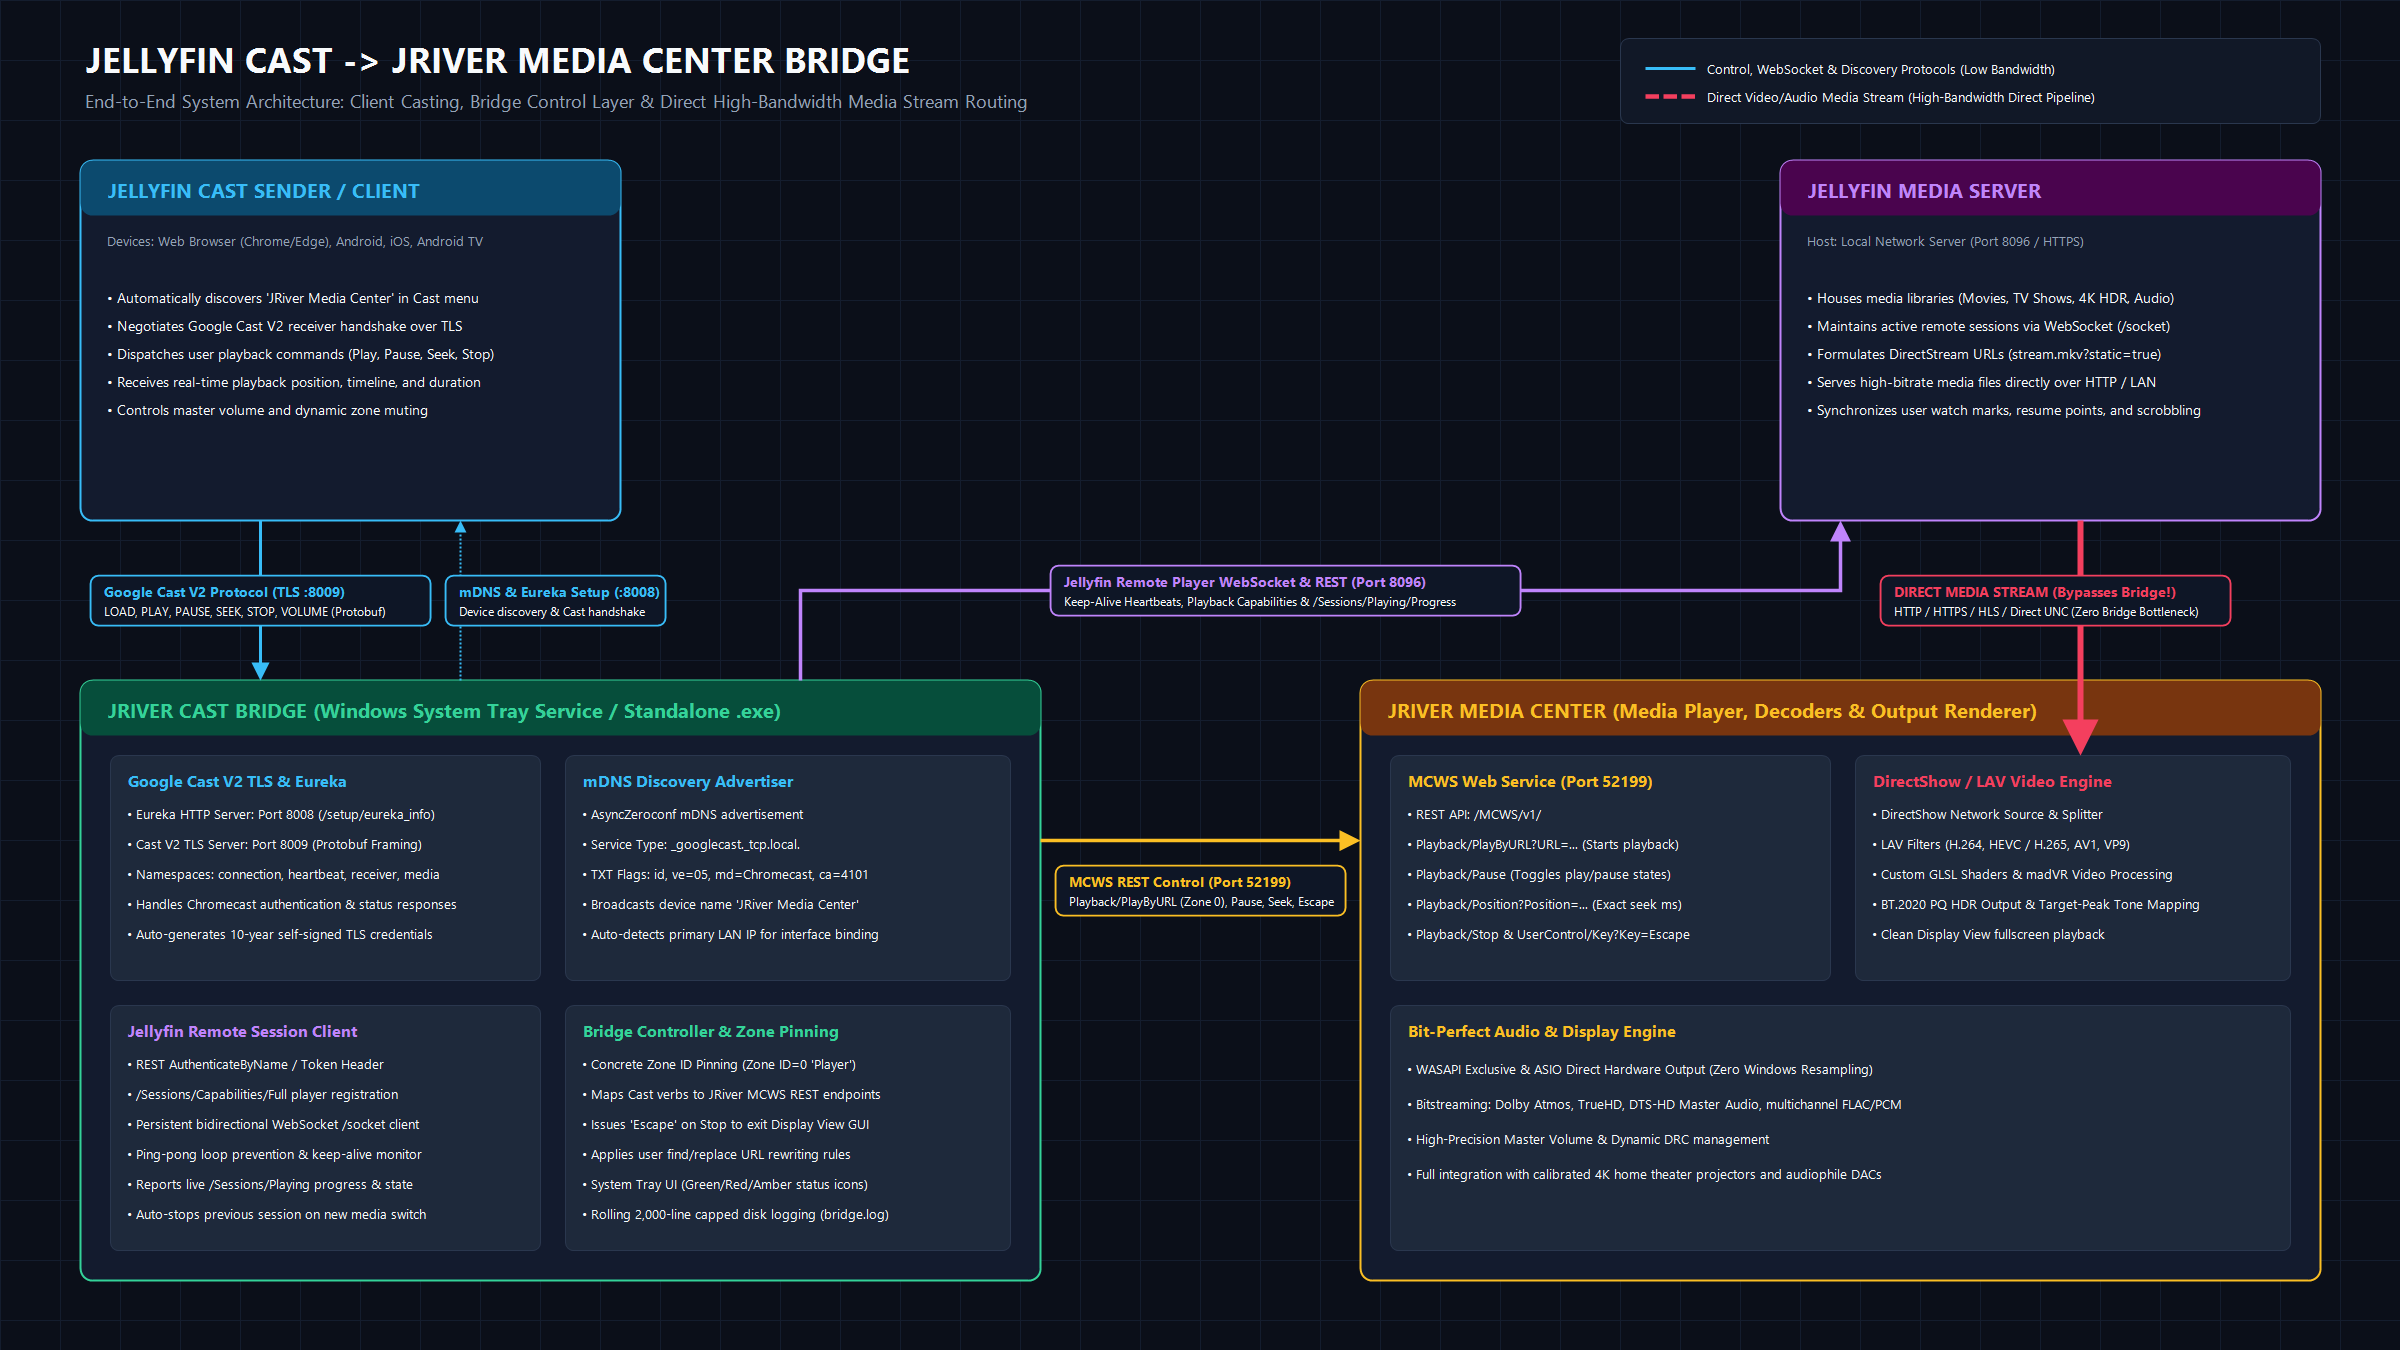 JELLYFIN CAST -> JRIVER MEDIA CENTER BRIDGE
End-to-End System Architecture: Client Casting, Bridge Control Layer & Direct High-Bandwidth Media Stream Routing
Control, WebSocket & Discovery Protocols (Low Bandwidth)
Direct Video/Audio Media Stream (High-Bandwidth Direct Pipeline)
JELLYFIN CAST SENDER / CLIENT
Devices: Web Browser (Chrome/Edge), Android, iOS, Android TV
• Automatically discovers 'JRiver Media Center' in Cast menu
• Negotiates Google Cast V2 receiver handshake over TLS
• Dispatches user playback commands (Play, Pause, Seek, Stop)
• Receives real-time playback position, timeline, and duration
• Controls master volume and dynamic zone muting
JELLYFIN MEDIA SERVER
Host: Local Network Server (Port 8096 / HTTPS)
• Houses media libraries (Movies, TV Shows, 4K HDR, Audio)
• Maintains active remote sessions via WebSocket (/socket)
• Formulates DirectStream URLs (stream.mkv?static=true)
• Serves high-bitrate media files directly over HTTP / LAN
• Synchronizes user watch marks, resume points, and scrobbling
Google Cast V2 Protocol (TLS :8009)
LOAD, PLAY, PAUSE, SEEK, STOP, VOLUME (Protobuf)
mDNS & Eureka Setup (:8008)
Device discovery & Cast handshake
Jellyfin Remote Player WebSocket & REST (Port 8096)
Keep-Alive Heartbeats, Playback Capabilities & /Sessions/Playing/Progress
DIRECT MEDIA STREAM (Bypasses Bridge!)
HTTP / HTTPS / HLS / Direct UNC (Zero Bridge Bottleneck)
JRIVER CAST BRIDGE (Windows System Tray Service / Standalone .exe)
Google Cast V2 TLS & Eureka
• Eureka HTTP Server: Port 8008 (/setup/eureka_info)
• Cast V2 TLS Server: Port 8009 (Protobuf Framing)
• Namespaces: connection, heartbeat, receiver, media
• Handles Chromecast authentication & status responses
• Auto-generates 10-year self-signed TLS credentials
mDNS Discovery Advertiser
• AsyncZeroconf mDNS advertisement
• Service Type: _googlecast._tcp.local.
• TXT Flags: id, ve=05, md=Chromecast, ca=4101
• Broadcasts device name 'JRiver Media Center'
• Auto-detects primary LAN IP for interface binding
Jellyfin Remote Session Client
• REST AuthenticateByName / Token Header
• /Sessions/Capabilities/Full player registration
• Persistent bidirectional WebSocket /socket client
• Ping-pong loop prevention & keep-alive monitor
• Reports live /Sessions/Playing progress & state
• Auto-stops previous session on new media switch
Bridge Controller & Zone Pinning
• Concrete Zone ID Pinning (Zone ID=0 'Player')
• Maps Cast verbs to JRiver MCWS REST endpoints
• Issues 'Escape' on Stop to exit Display View GUI
• Applies user find/replace URL rewriting rules
• System Tray UI (Green/Red/Amber status icons)
• Rolling 2,000-line capped disk logging (bridge.log)
MCWS REST Control (Port 52199)
Playback/PlayByURL (Zone 0), Pause, Seek, Escape
JRIVER MEDIA CENTER (Media Player, Decoders & Output Renderer)
MCWS Web Service (Port 52199)
• REST API: /MCWS/v1/
• Playback/PlayByURL?URL=... (Starts playback)
• Playback/Pause (Toggles play/pause states)
• Playback/Position?Position=... (Exact seek ms)
• Playback/Stop & UserControl/Key?Key=Escape
DirectShow / LAV Video Engine
• DirectShow Network Source & Splitter
• LAV Filters (H.264, HEVC / H.265, AV1, VP9)
• Custom GLSL Shaders & madVR Video Processing
• BT.2020 PQ HDR Output & Target-Peak Tone Mapping
• Clean Display View fullscreen playback
Bit-Perfect Audio & Display Engine
• WASAPI Exclusive & ASIO Direct Hardware Output (Zero Windows Resampling)
• Bitstreaming: Dolby Atmos, TrueHD, DTS-HD Master Audio, multichannel FLAC/PCM
• High-Precision Master Volume & Dynamic DRC management
• Full integration with calibrated 4K home theater projectors and audiophile DACs